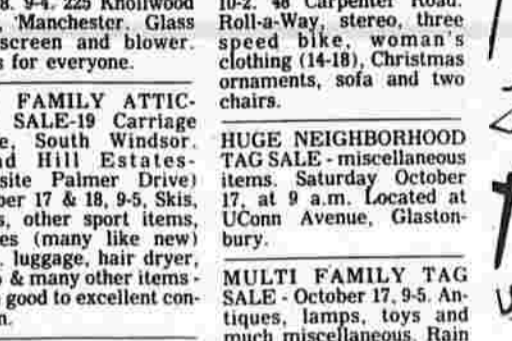 8. 9-4. 225 Knollwood
, 'Manchester. Glass
screen and blower.
s for everyone.
FAMILY ATTIC-
SALE-19 Carriage
e, South Windsor.
nd Hill Estates-
site Palmer Drive)
ber 17 & 18, 9-5, Skis,
s, other sport items,
es (many like new)
. luggage, hair dryer,
& many other items -
good to excellent con-
n.
10-2. 48 Carpenter Road.
Roll-a-Way, stereo, three
speed bike, woman's
clothing (14-18), Christmas
ornaments, sofa and two
chairs.
HUGE NEIGHBORHOOD
TAG SALE - miscellaneous
items. Saturday October
17, at 9 a.m. Located at
UConn Avenue, Glaston-
bury.
MULTI FAMILY TAG
SALE - October 17, 9-5. An-
tiques, lamps, toys and
much miscellaneous. Rain